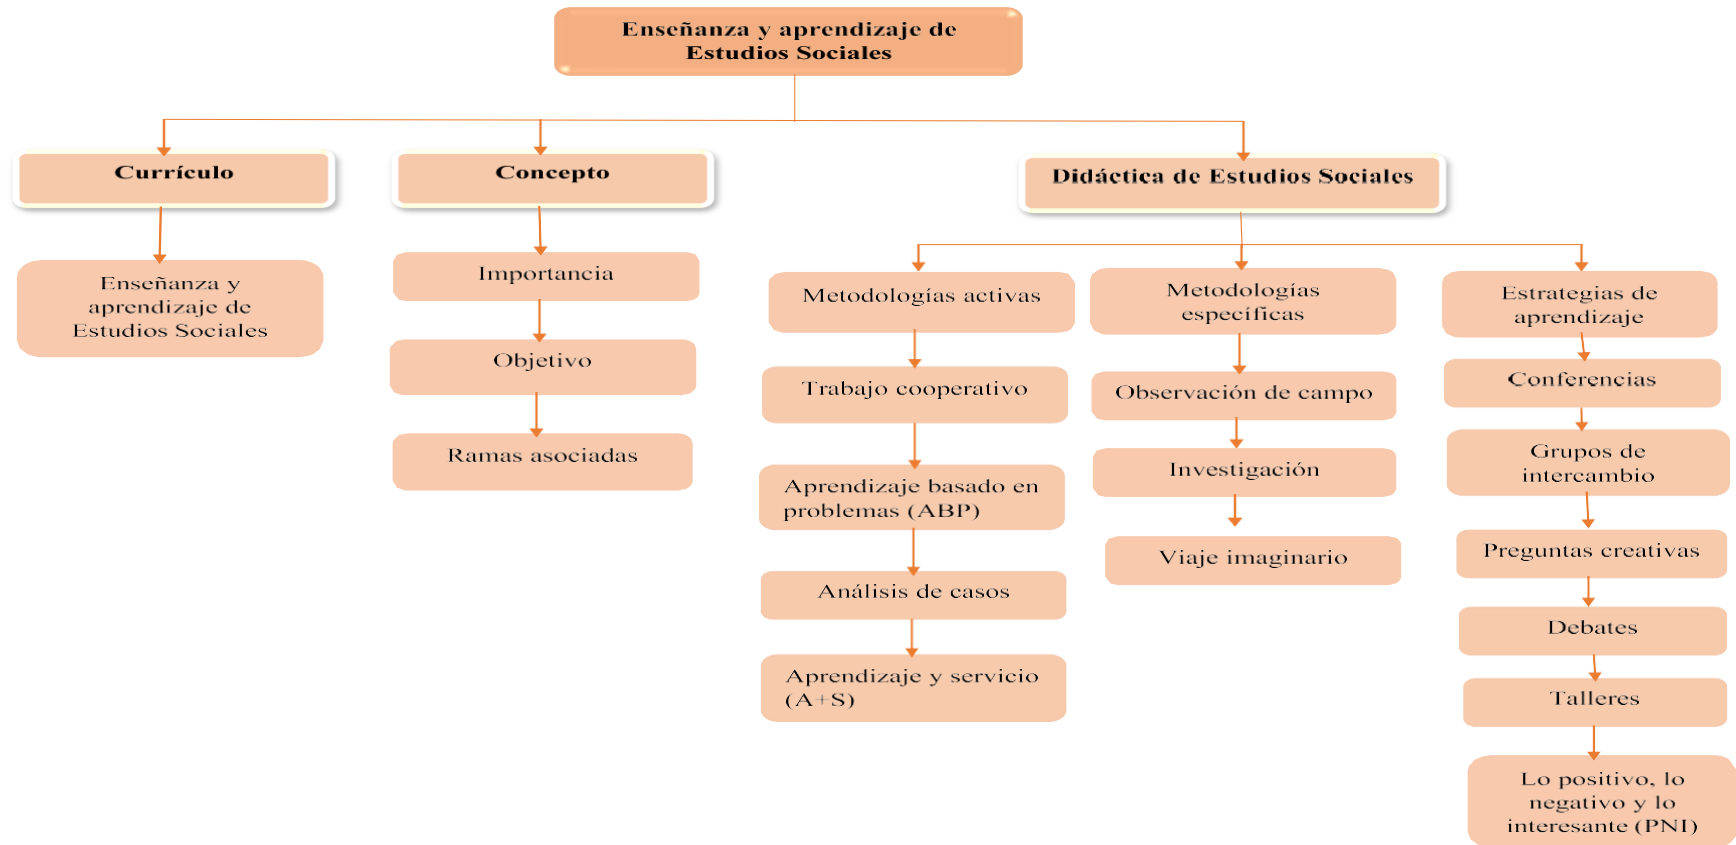 Enseñanza y aprendizaje de
Estudios Sociales
Currículo
Enseñanza y
aprendizaje de
Estudios Sociales
Concepto
Importancia
Objetivo
Ramas asociadas
Didáctica de Estudios Sociales
Metodologías activas
Trabajo cooperativo
Aprendizaje basado en
problemas (ABP)
Análisis de casos
Aprendizaje y servicio
(A+S)
Metodologías
específicas
Observación de campo
Investigación
Viaje imaginario
Estrategias de
aprendizaje
Conferencias
Grupos de
intercambio
Preguntas creativas
Debates
Talleres
Lo positivo, lo
negativo y lo
interesante (PNI)